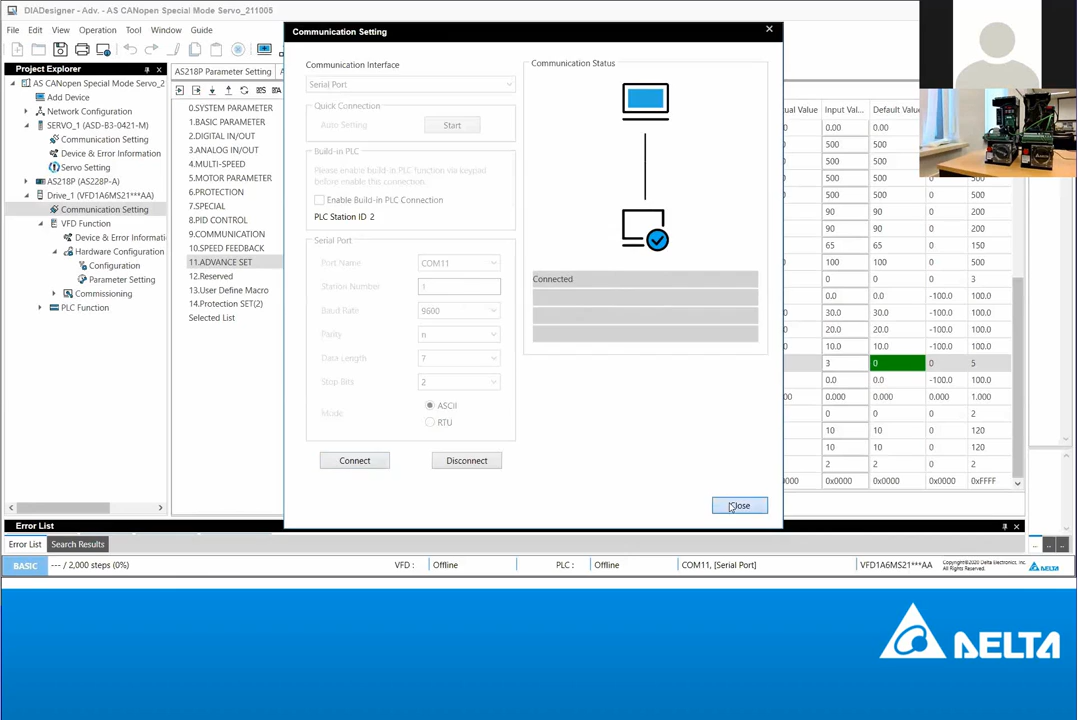 DIADesigner - Adv. - AS CANopen Special Mode Servo_211005
File Edit View Operation Tool Window Guide
Project Explorer
AS CANopen Special Mode Servo_2
Add Device
Network Configuration
SERVO_1 (ASD-B3-0421-M)
Communication Setting
Device & Error Information
Servo Setting
AS218P (AS228P-A)
Drive_1 (VFD1A6MS21***AA)
Communication Setting
VFD Function
Device & Error Informati
Hardware Configuration
Configuration
Parameter Setting
Commissioning
PLC Function
AS218P Parameter Setting
0.SYSTEM PARAMETER
1.BASIC PARAMETER
2.DIGITAL IN/OUT
3.ANALOG IN/OUT
4.MULTI-SPEED
5.MOTOR PARAMETER
6.PROTECTION
7.SPECIAL
8.PID CONTROL
9.COMMUNICATION
10.SPEED FEEDBACK
11.ADVANCE SET
12.Reserved
13.User Define Macro
14.Protection SET(2)
Selected List
Communication Setting
Communication Interface
Serial Port
Quick Connection
Auto Setting Start
Build-in PLC
Please enable build-in PLC function via keypad
before enable this connection.
Enable Build-in PLC Connection
PLC Station ID 2
Serial Port
Port Name COM11
Station Number 1
Baud Rate 9600
Parity n
Data Length 7
Stop Bits 2
Mode ASCII
RTU
Connect Disconnect
Communication Status
Connected
Close
tual Value Input Val... Default Value
0.00 0.00
500 500
500 500
500 500 500
500 500 0 500
90 90 0 200
90 90 0 200
65 65 0 150
100 100 0 500
0 0 0 3
0.0 0.0 -100.0 100.0
30.0 30.0 -100.0 100.0
20.0 20.0 -100.0 100.0
10.0 10.0 -100.0 100.0
3 0 0 5
0.0 0.0 -100.0 100.0
000 0.000 0.000 0.000 1.000
0 0 0 2
10 10 0 120
10 10 0 120
2 2 0 2
0000 0x0000 0x0000 0x0000 0xFFFF
Error List
Error List Search Results
BASIC --- / 2,000 steps (0%) VFD : Offline PLC : Offline COM11, [Serial Port] VFD1A6MS21***AA Copyright©2020 Delta Electronics, Inc.
All Rights Reserved.
DELTA